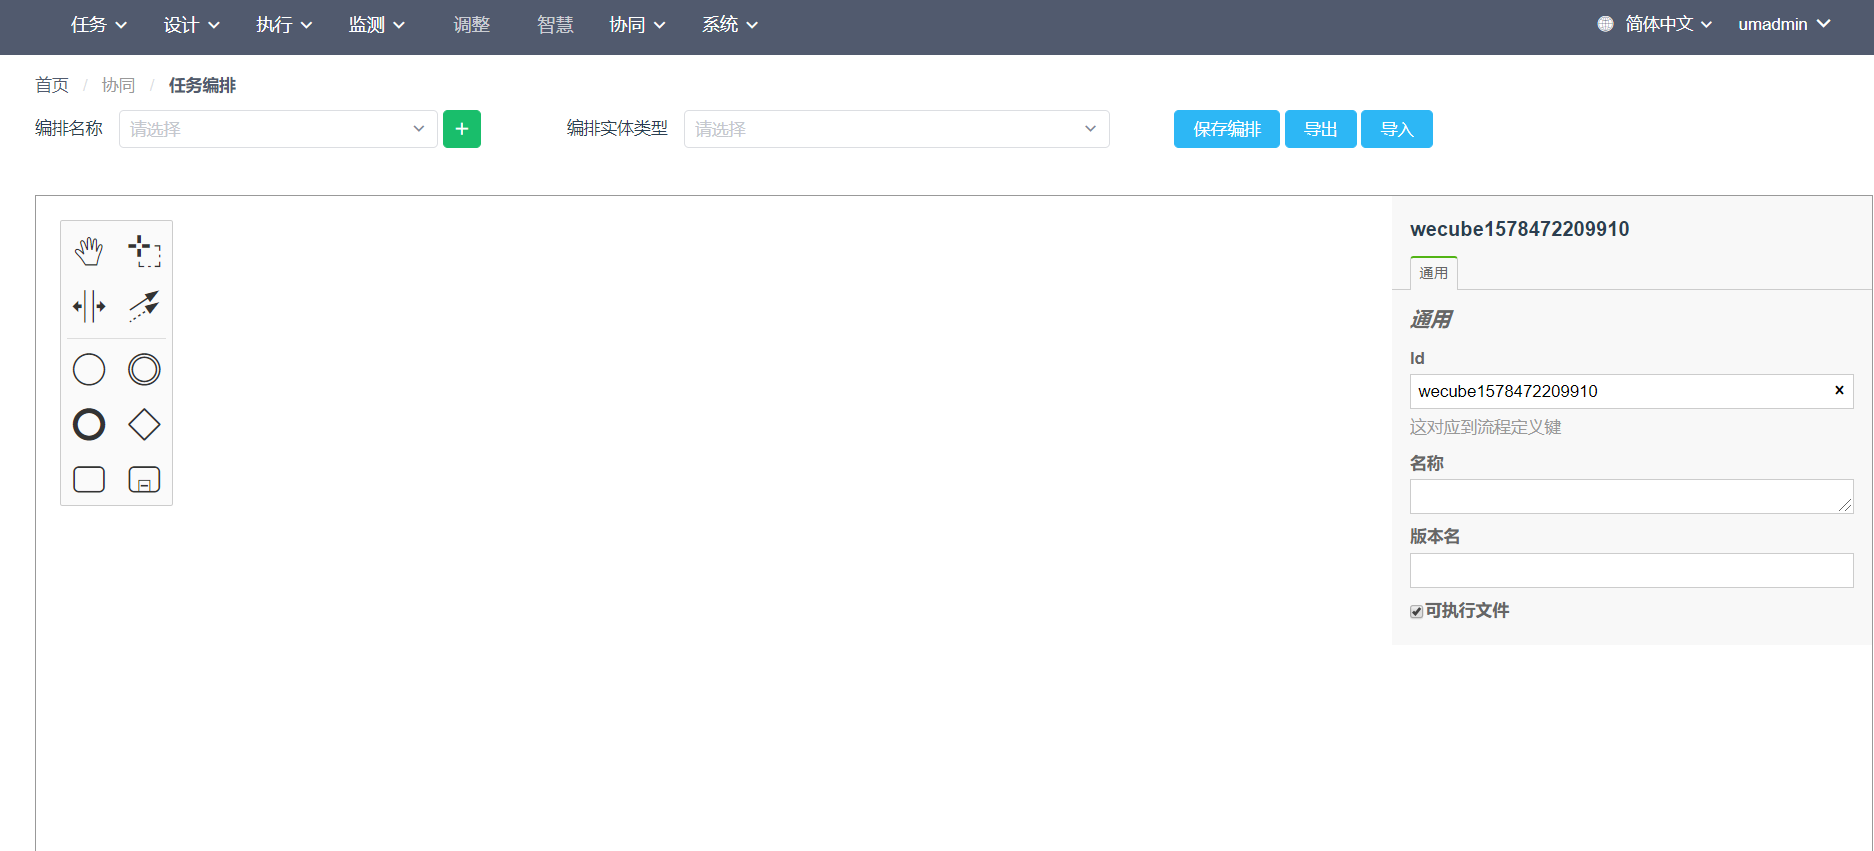 任务 设计 执行 监测 调整 智慧 协同 系统 简体中文 umadmin
首页 / 协同 / 任务编排
编排名称 请选择 + 编排实体类型 请选择 保存编排 导出 导入
wecube1578472209910
通用
通用
Id
wecube1578472209910 ×
这对应到流程定义键
名称
版本名
可执行文件